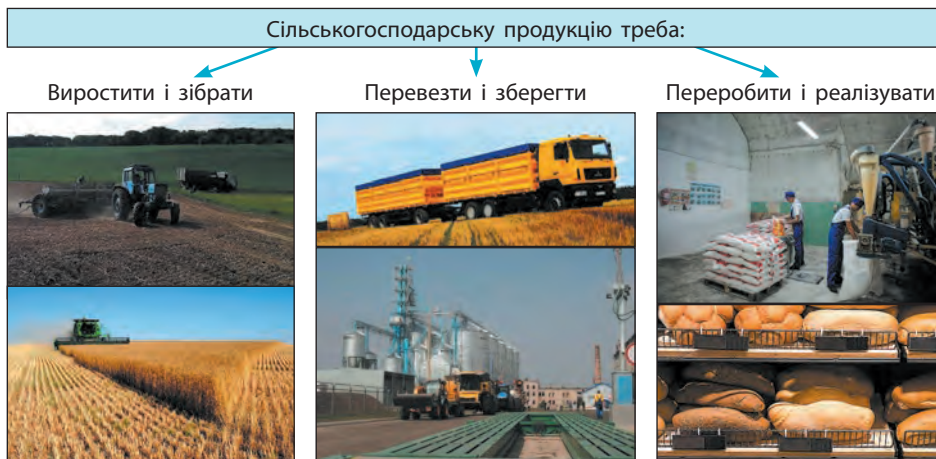 Сільськогосподарську продукцію треба:
Виростити і зібрати
Перевезти і зберегти
Переробити і реалізувати